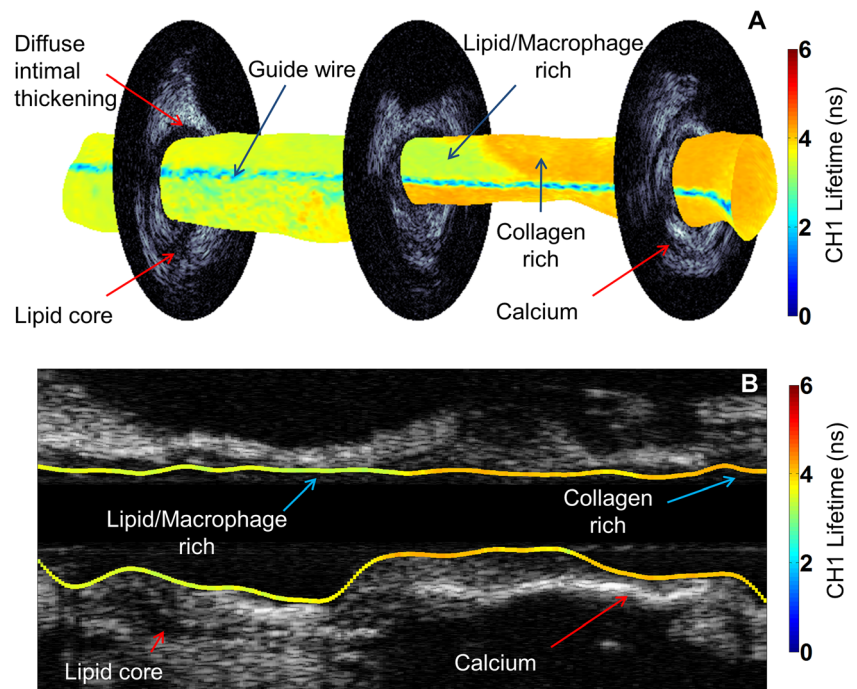 A
Diffuse
intimal
thickening
Guide wire
Lipid/Macrophage
rich
Collagen
rich
Lipid core
Calcium
6
4
2
0
CH1 Lifetime (ns)
B
Lipid/Macrophage
rich
Collagen
rich
Lipid core
Calcium
6
4
2
0
CH1 Lifetime (ns)